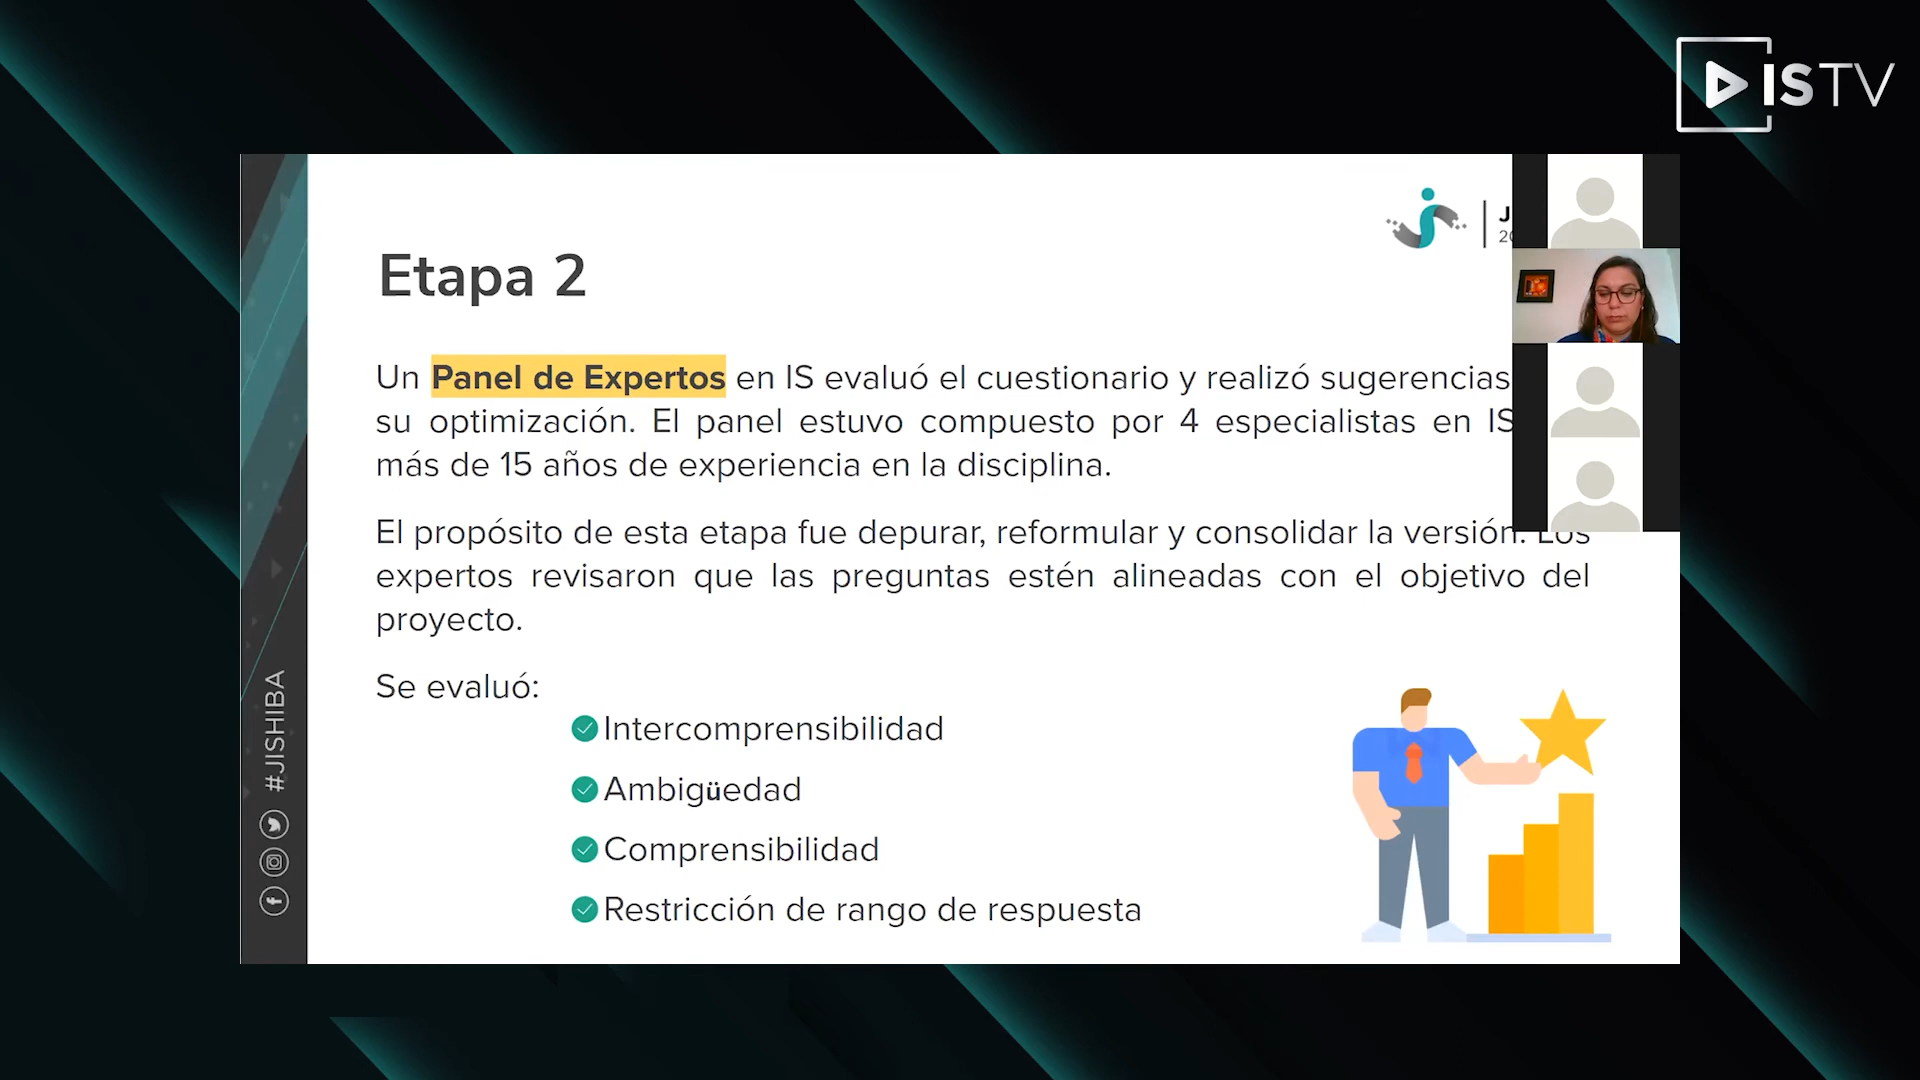 ISTV
Etapa 2
Un Panel de Expertos en IS evaluó el cuestionario y realizó sugerencias
su optimización. El panel estuvo compuesto por 4 especialistas en IS
más de 15 años de experiencia en la disciplina.
El propósito de esta etapa fue depurar, reformular y consolidar la versión. Los
expertos revisaron que las preguntas estén alineadas con el objetivo del
proyecto.
Se evaluó:
Intercomprensibilidad
Ambigüedad
Comprensibilidad
Restricción de rango de respuesta
#JISHIBA